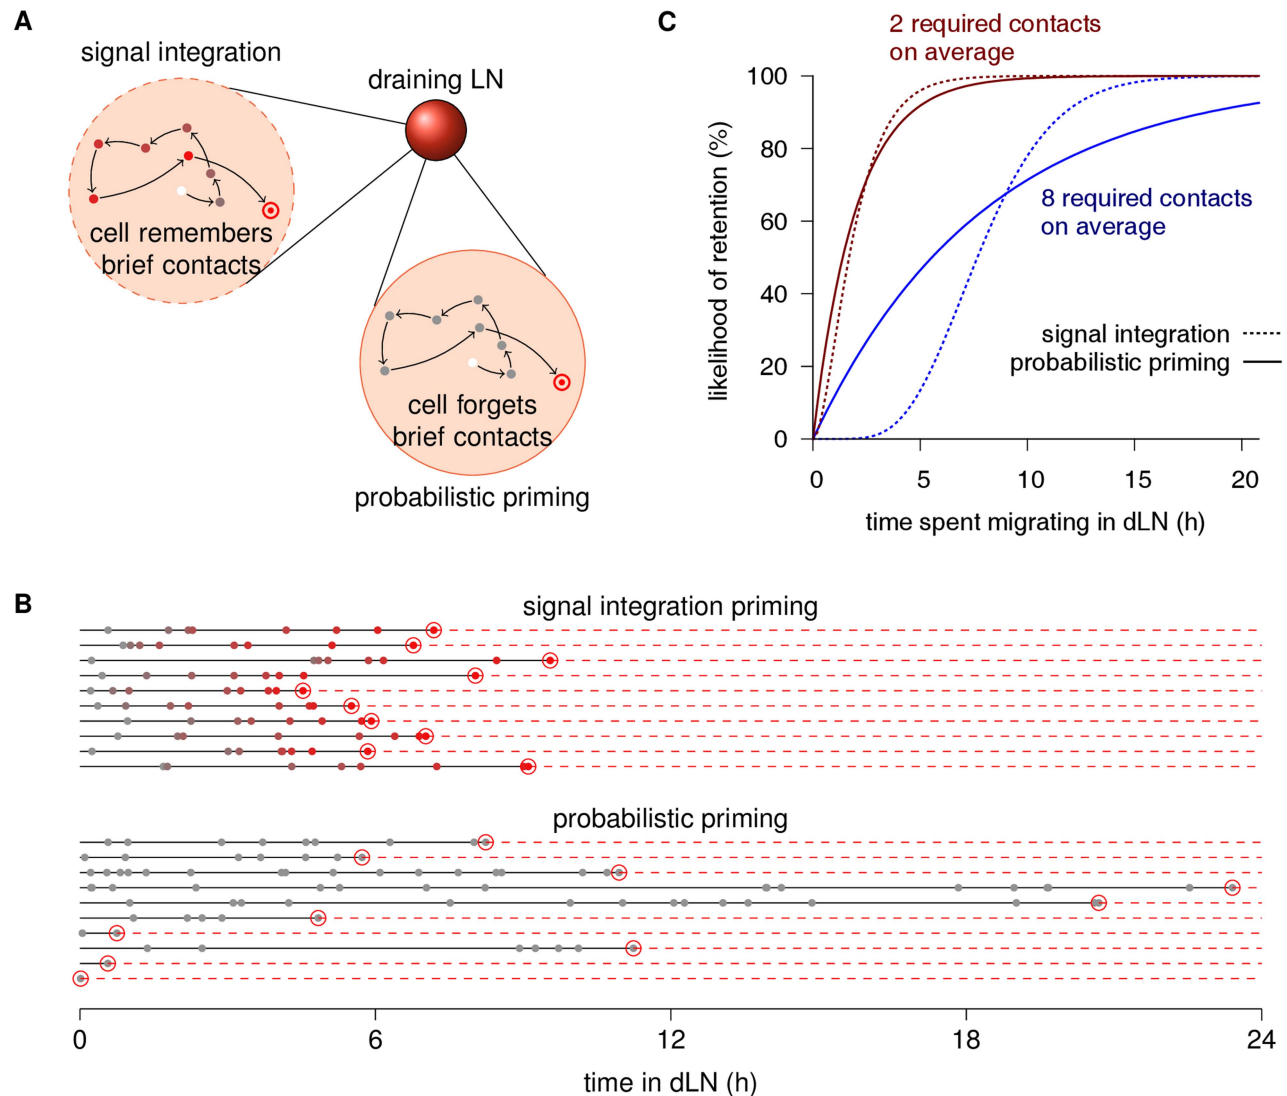 A
signal integration
draining LN
cell remembers
brief contacts
cell forgets
brief contacts
probabilistic priming
C
2 required contacts
on average
likelihood of retention (%)
100
80
60
40
20
0
8 required contacts
on average
signal integration
probabilistic priming
0 5 10 15 20
time spent migrating in dLN (h)
B
signal integration priming
probabilistic priming
0 6 12 18 24
time in dLN (h)